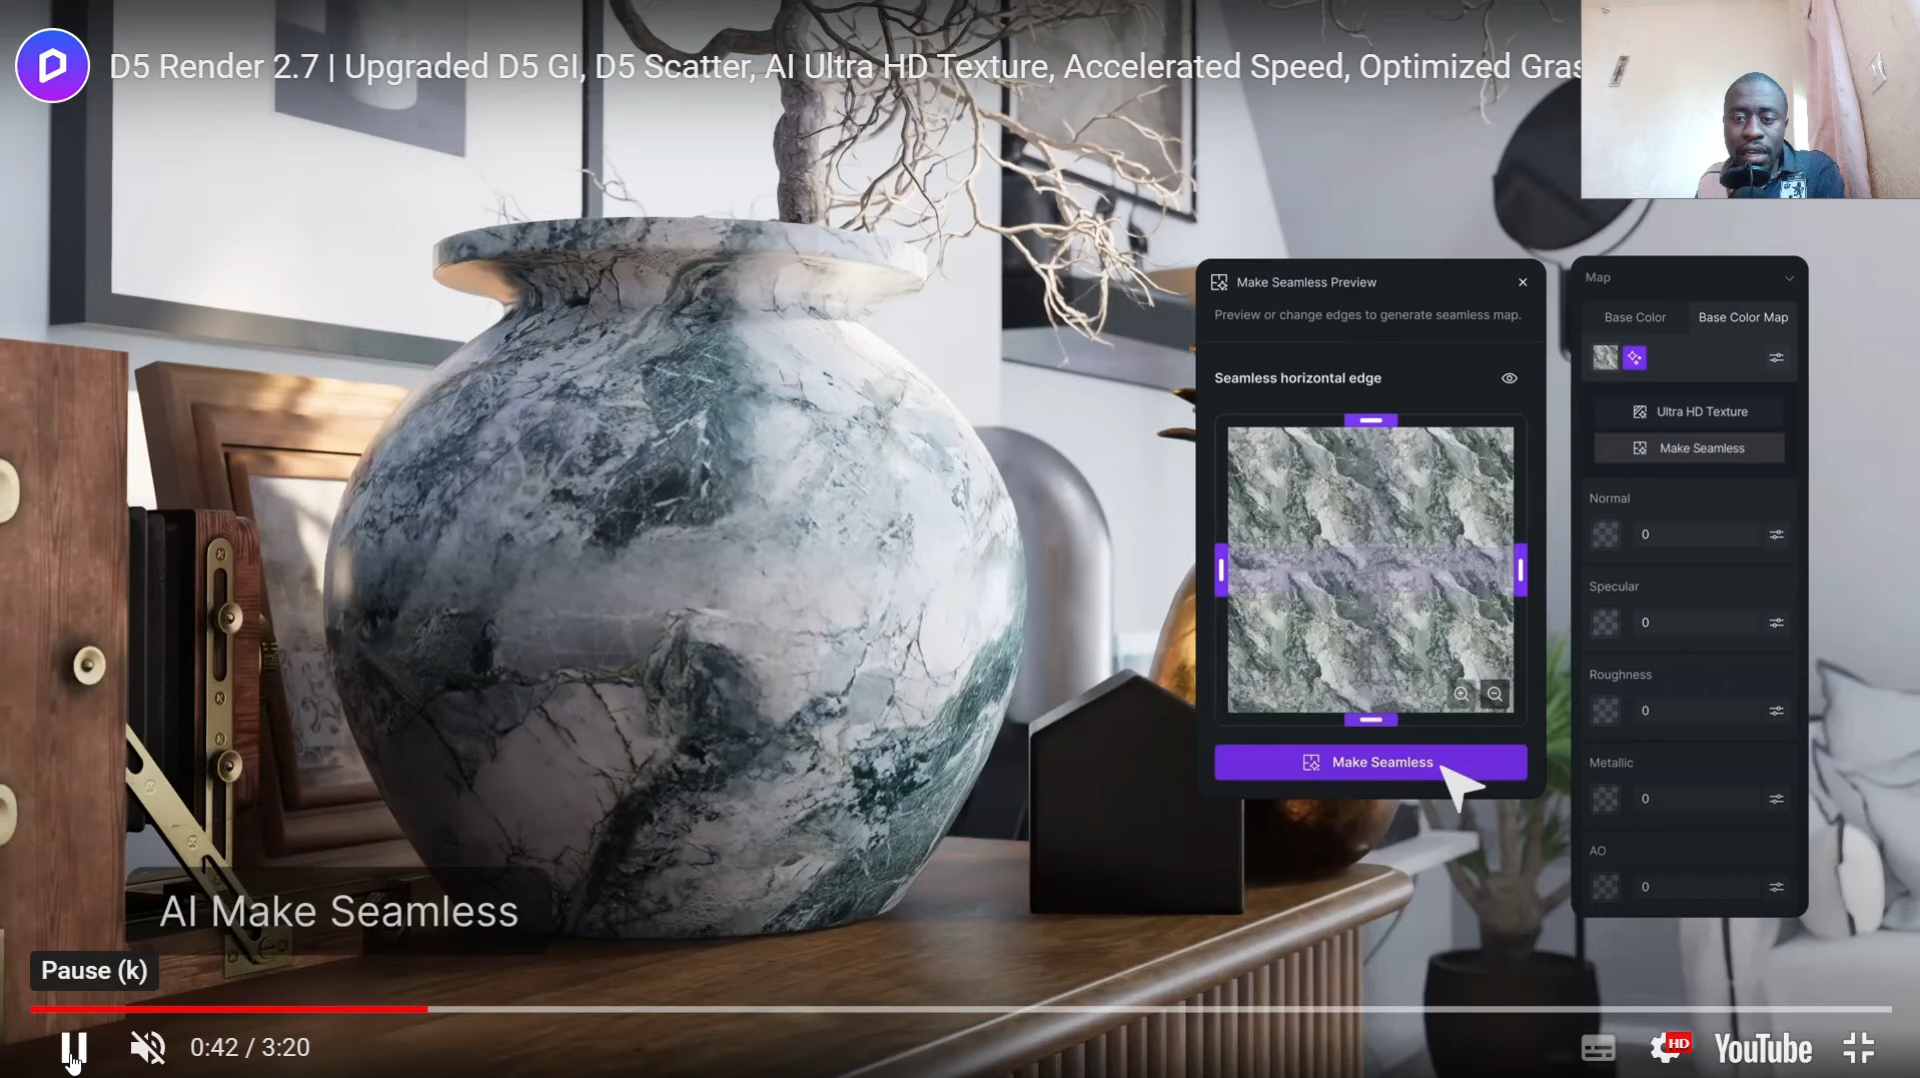 D5 Render 2.7 | Upgraded D5 GI, D5 Scatter, AI Ultra HD Texture, Accelerated Speed, Optimized Gras
Make Seamless Preview
Preview or change edges to generate seamless map.
Seamless horizontal edge
Make Seamless
Map
Base Color
Base Color Map
Ultra HD Texture
Make Seamless
Normal
0
Specular
0
Roughness
0
Metallic
0
AO
0
AI Make Seamless
Pause (k)
0:42 / 3:20
HD
YouTube